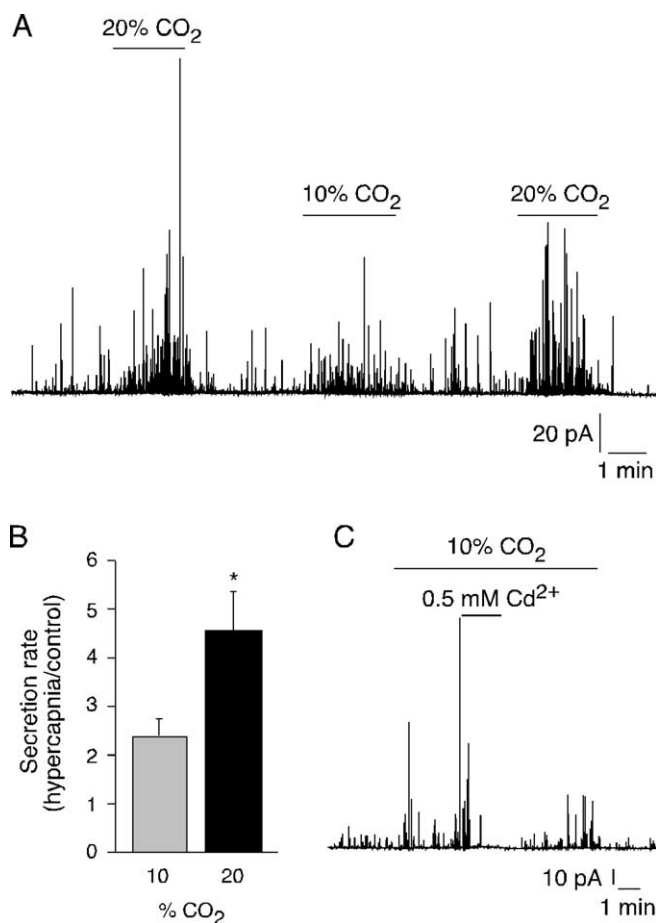 A
20% CO₂
10% CO₂
20% CO₂
20 pA
1 min
B
6
5
4
3
2
1
0
Secretion rate
(hypercapnia/control)
*
10 20
% CO₂
C
10% CO₂
0.5 mM Cd²⁺
10 pA
1 min